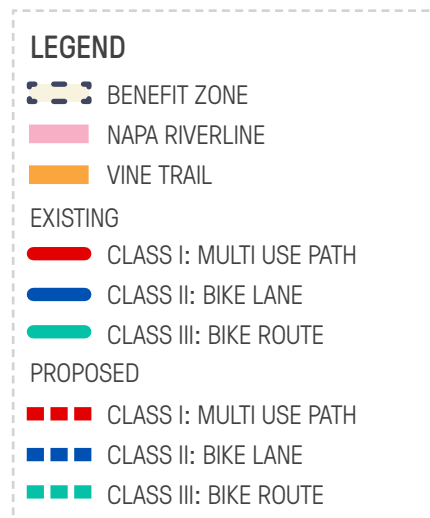 LEGEND
BENEFIT ZONE
NAPA RIVERLINE
VINE TRAIL
EXISTING
CLASS I: MULTI USE PATH
CLASS II: BIKE LANE
CLASS III: BIKE ROUTE
PROPOSED
CLASS I: MULTI USE PATH
CLASS II: BIKE LANE
CLASS III: BIKE ROUTE